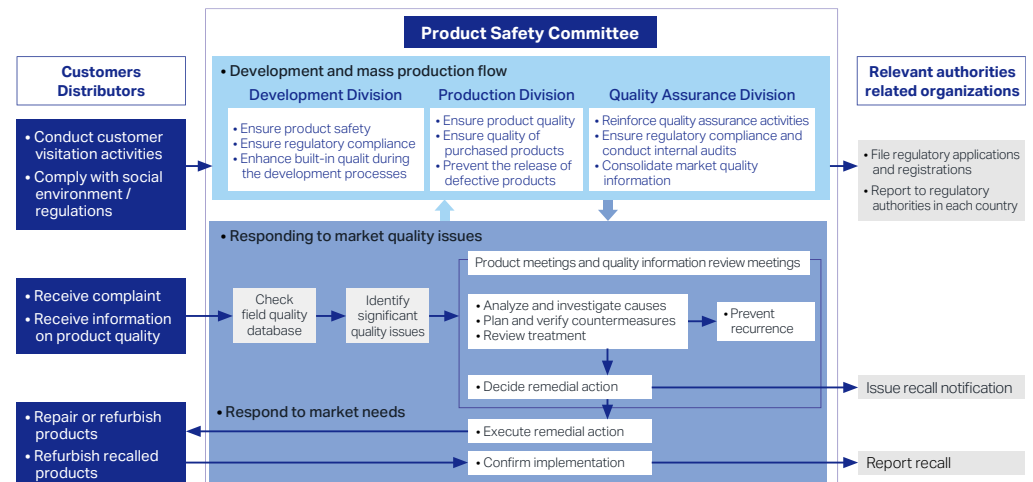 Product Safety Committee
Customers
Distributors
• Conduct customer
visitation activities
• Comply with social
environment /
regulations
• Receive complaint
• Receive information
on product quality
• Repair or refurbish
products
• Refurbish recalled
products
• Development and mass production flow
Development Division
• Ensure product safety
• Ensure regulatory compliance
• Enhance built-in qualit during
the development processes
Production Division
• Ensure product quality
• Ensure quality of
purchased products
• Prevent the release of
defective products
Quality Assurance Division
• Reinforce quality assurance activities
• Ensure regulatory compliance and
conduct internal audits
• Consolidate market quality
information
• Responding to market quality issues
Check
field quality
database
Identify
significant
quality issues
Product meetings and quality information review meetings
• Analyze and investigate causes
• Plan and verify countermeasures
• Review treatment
• Prevent
recurrence
• Decide remedial action
• Respond to market needs
• Execute remedial action
• Confirm implementation
Relevant authorities
related organizations
• File regulatory applications
and registrations
• Report to regulatory
authorities in each country
Issue recall notification
Report recall